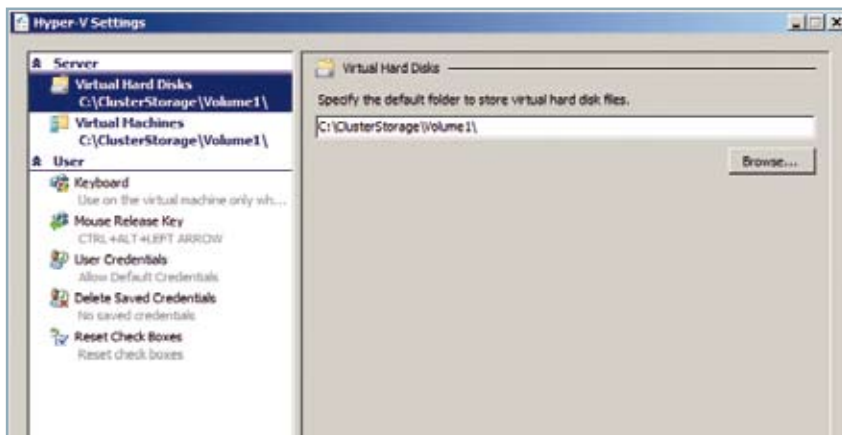 Hyper-V Settings
Server
Virtual Hard Disks
C:\ClusterStorage\Volume1\
Virtual Machines
C:\ClusterStorage\Volume1\
User
Keyboard
Use on the virtual machine only wh...
Mouse Release Key
CTRL+ALT+LEFT ARROW
User Credentials
Allow Default Credentials
Delete Saved Credentials
No saved credentials
Reset Check Boxes
Reset check boxes
Virtual Hard Disks
Specify the default folder to store virtual hard disk files.
C:\ClusterStorage\Volume1\
Browse...